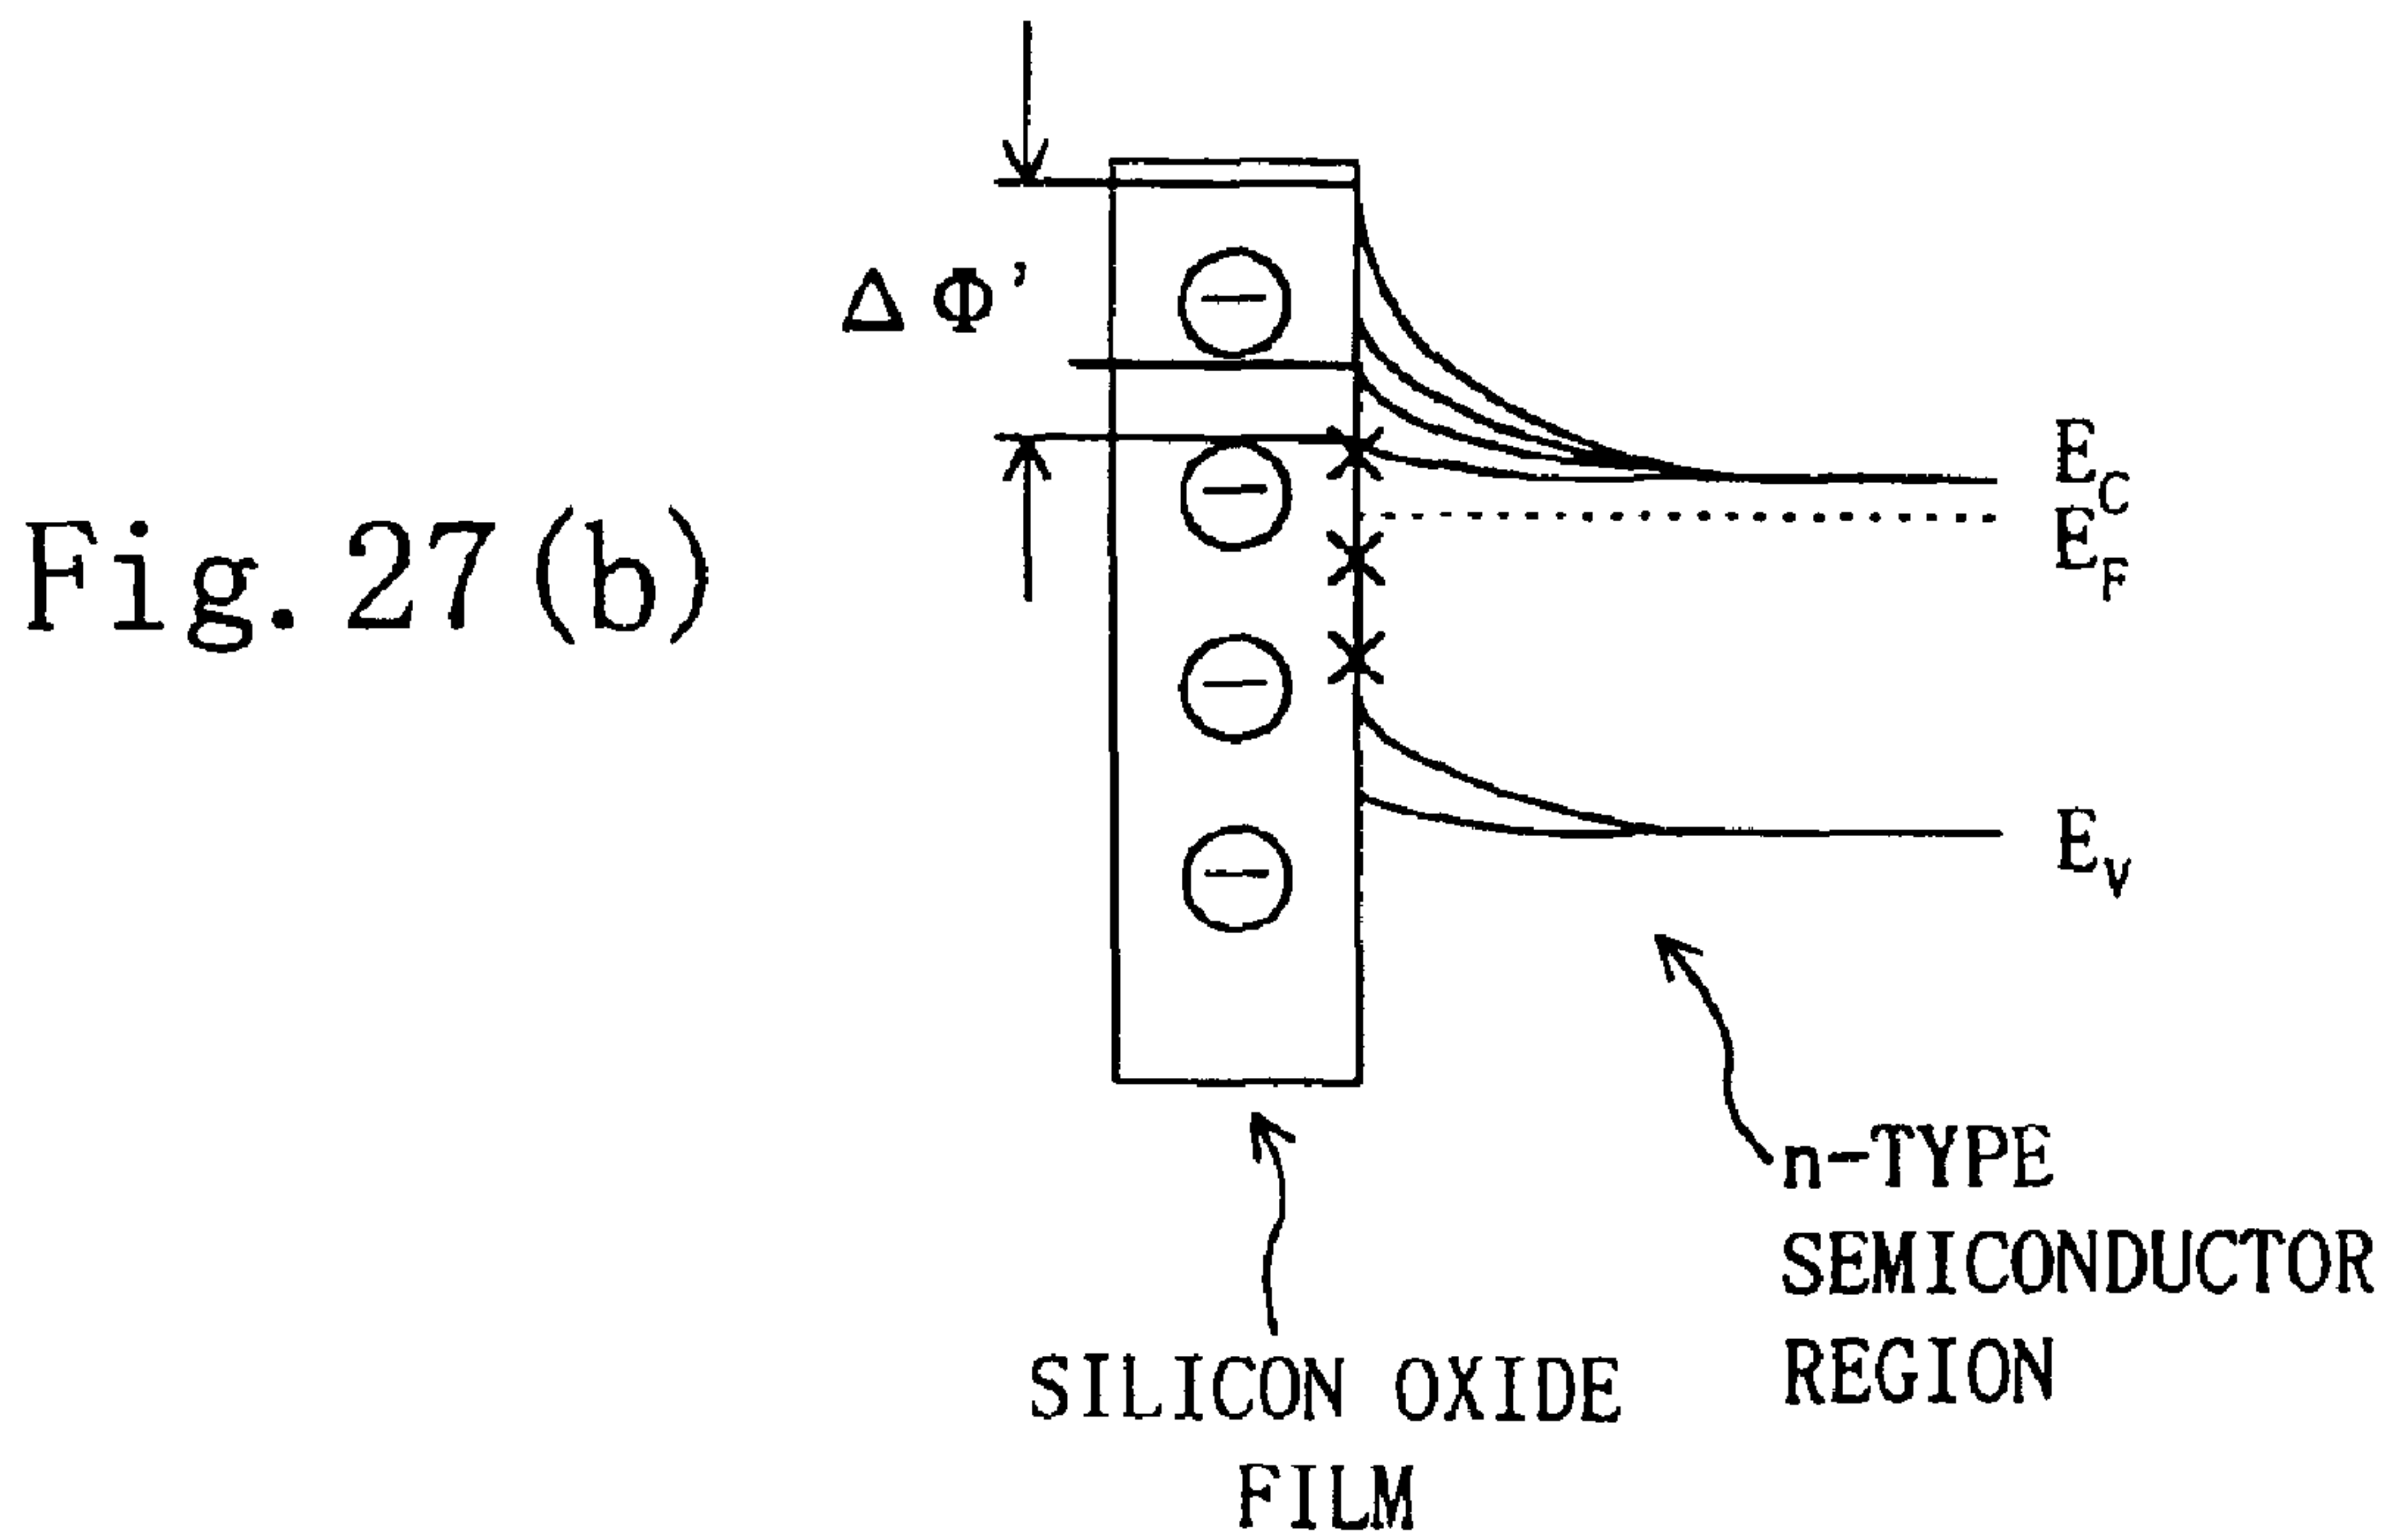 Fig. 27(b)
ΔΦ'
E_C
E_F
E_V
n-TYPE
SEMICONDUCTOR
REGION
SILICON OXIDE
FILM